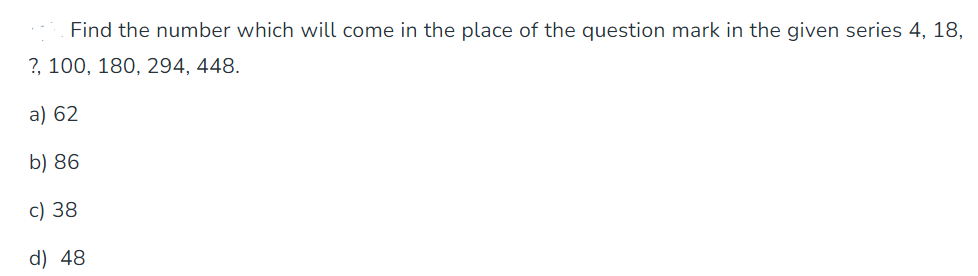 Find the number which will come in the place of the question mark in the given series 4, 18,
?, 100, 180, 294, 448.
a) 62
b) 86
c) 38
d) 48